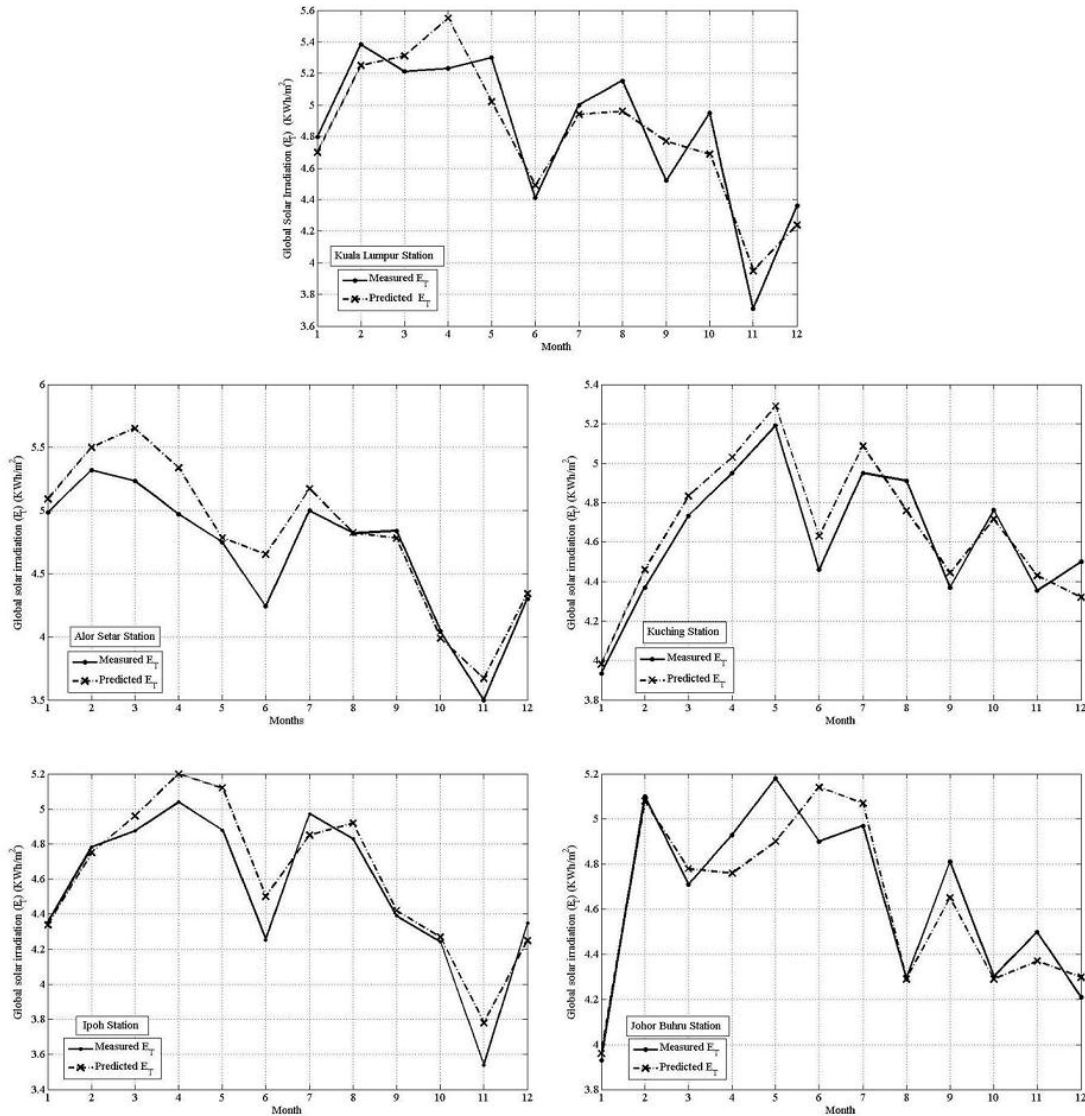 5.6
5.4
5.2
5
4.8
4.6
4.4
4.2
4
3.8
3.6
Global Solar Irradiation (E_T) (KWh/m²)
Kuala Lumpur Station
Measured E_T
Predicted E_T
1 2 3 4 5 6 7 8 9 10 11 12
Month
6
5.5
5
4.5
4
3.5
Global solar irradiation (E_T) (KWh/m²)
Alor Setar Station
Measured E_T
Predicted E_T
1 2 3 4 5 6 7 8 9 10 11 12
Months
5.4
5.2
5
4.8
4.6
4.4
4.2
4
3.8
Global solar irradiation (E_T) (KWh/m²)
Kuching Station
Measured E_T
Predicted E_T
1 2 3 4 5 6 7 8 9 10 11 12
Month
5.2
5
4.8
4.6
4.4
4.2
4
3.8
3.6
3.4
Global solar irradiation (E_T) (KWh/m²)
Ipoh Station
Measured E_T
Predicted E_T
1 2 3 4 5 6 7 8 9 10 11 12
Month
5.2
5
4.8
4.6
4.4
4.2
4
3.8
Global solar irradiation (E_T) (KWh/m²)
Johor Buhru Station
Measured E_T
Predicted E_T
1 2 3 4 5 6 7 8 9 10 11 12
Month